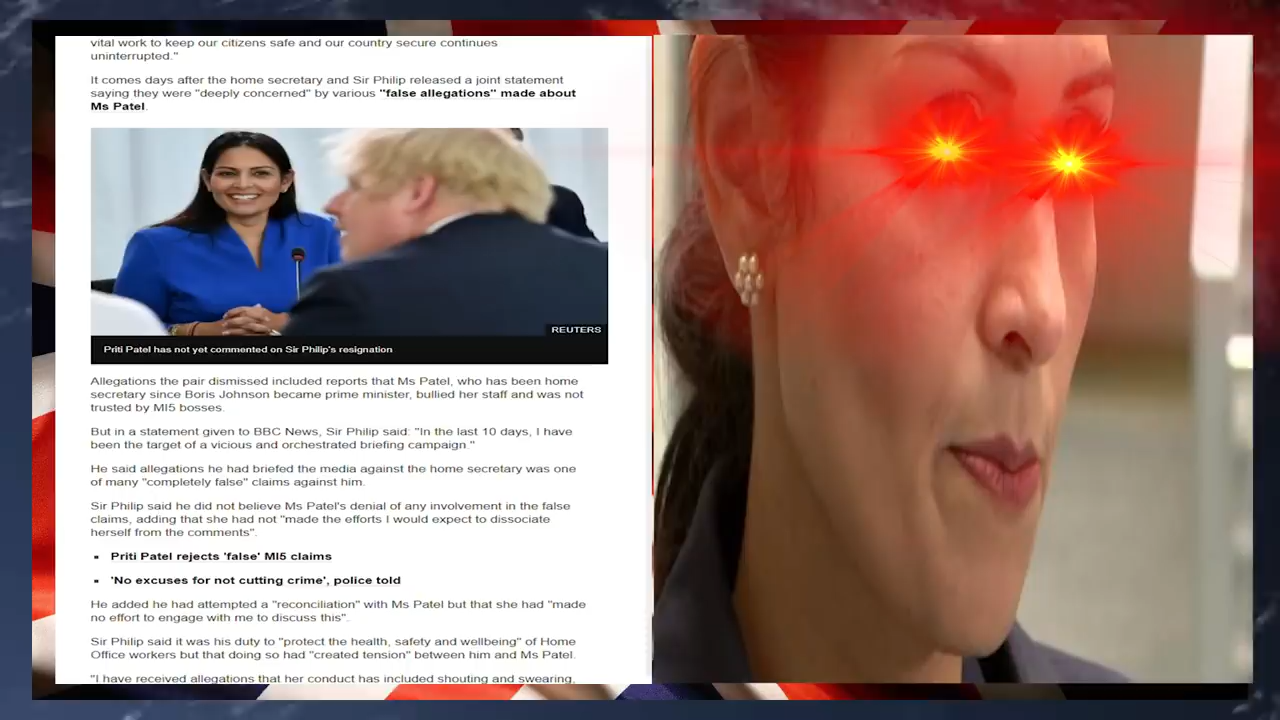 vital work to keep our citizens safe and our country secure continues
uninterrupted."
It comes days after the home secretary and Sir Philip released a joint statement
saying they were "deeply concerned" by various "false allegations" made about
Ms Patel.
REUTERS
Priti Patel has not yet commented on Sir Philip's resignation
Allegations the pair dismissed included reports that Ms Patel, who has been home
secretary since Boris Johnson became prime minister, bullied her staff and was not
trusted by MI5 bosses.
But in a statement given to BBC News, Sir Philip said: "In the last 10 days, I have
been the target of a vicious and orchestrated briefing campaign."
He said allegations he had briefed the media against the home secretary was one
of many "completely false" claims against him.
Sir Philip said he did not believe Ms Patel's denial of any involvement in the false
claims, adding that she had not "made the efforts I would expect to dissociate
herself from the comments".
▪ Priti Patel rejects 'false' MI5 claims
▪ 'No excuses for not cutting crime', police told
He added he had attempted a "reconciliation" with Ms Patel but that she had "made
no effort to engage with me to discuss this".
Sir Philip said it was his duty to "protect the health, safety and wellbeing" of Home
Office workers but that doing so had "created tension" between him and Ms Patel.
"I have received allegations that her conduct has included shouting and swearing,